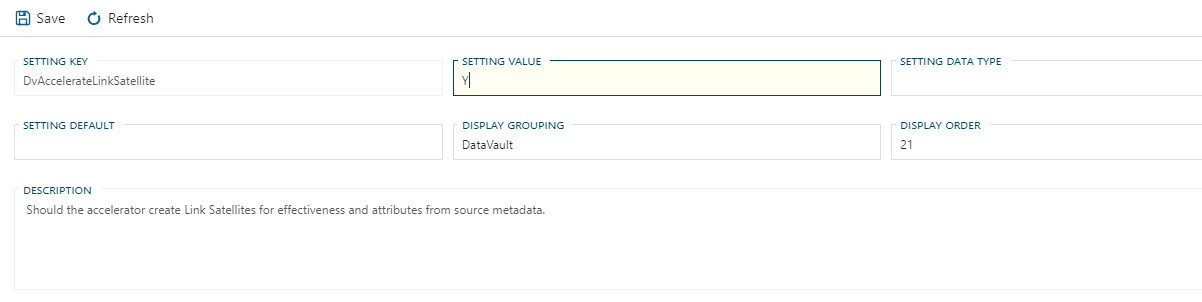 Save Refresh
SETTING KEY SETTING VALUE SETTING DATA TYPE
DvAccelerateLinkSatellite Y
SETTING DEFAULT DISPLAY GROUPING DISPLAY ORDER
DataVault 21
DESCRIPTION
Should the accelerator create Link Satellites for effectiveness and attributes from source metadata.